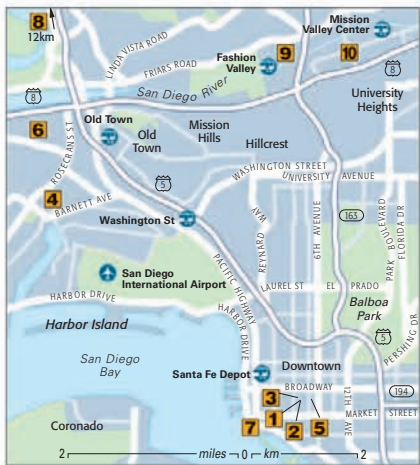 8
12km
LINDA VISTA ROAD
FRIARS ROAD
Mission
Valley Center
Fashion
Valley
9
10
8
San Diego River
University
Heights
8
6
Old Town
Old
Town
Mission
Hills
Hillcrest
ROSECRANS ST
5
WASHINGTON STREET
UNIVERSITY AVENUE
4
BARNETT AVE
Washington St
REYNARD WAY
6TH AVENUE
163
PARK BOULEVARD
FLORIDA DR
San Diego
International Airport
PACIFIC HIGHWAY
LAUREL ST
EL PRADO
HARBOR DRIVE
HARBOR DRIVE
Balboa
Park
Harbor Island
5
PERSHING DR
San Diego
Bay
Santa Fe Depot
Downtown
BROADWAY
3
12TH AVE
194
MARKET STREET
7
1
2
5
Coronado
2 miles 0 km 2